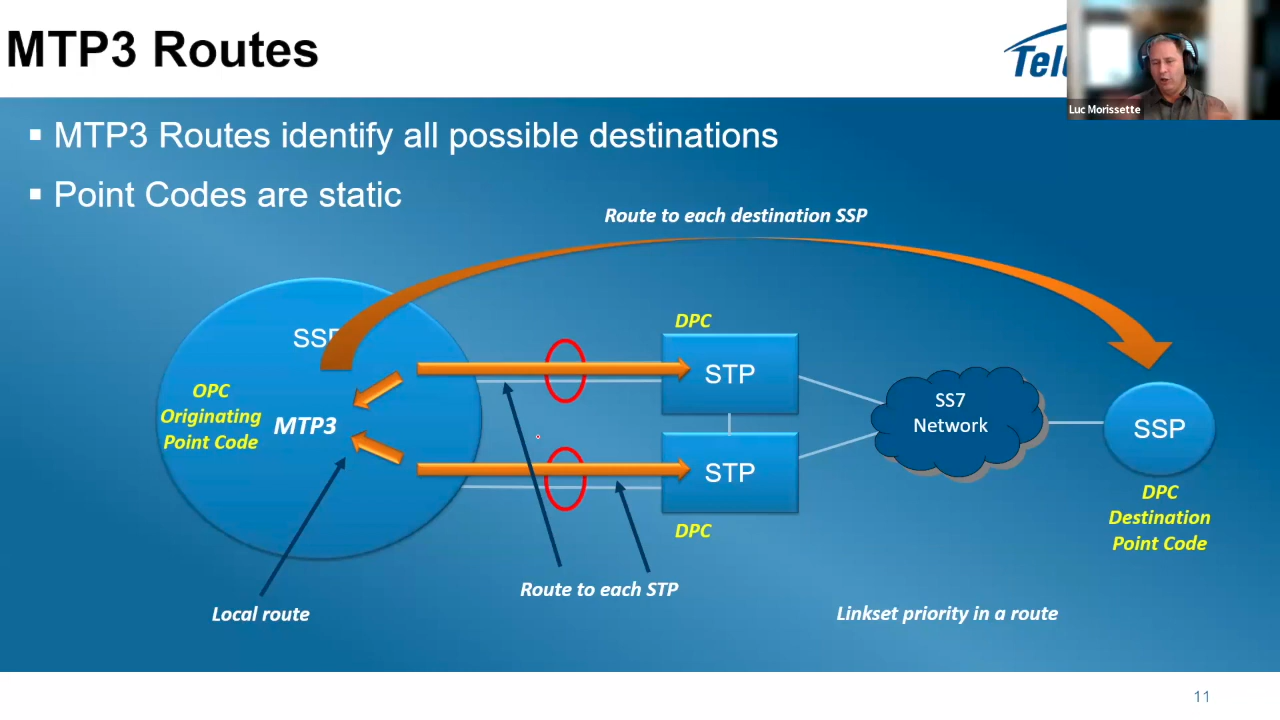 MTP3 Routes
Luc Morissette
▪ MTP3 Routes identify all possible destinations
▪ Point Codes are static
Route to each destination SSP
SSP
DPC
STP
OPC
Originating
Point Code
MTP3
SS7
Network
SSP
STP
DPC
DPC
Destination
Point Code
Route to each STP
Local route
Linkset priority in a route
11